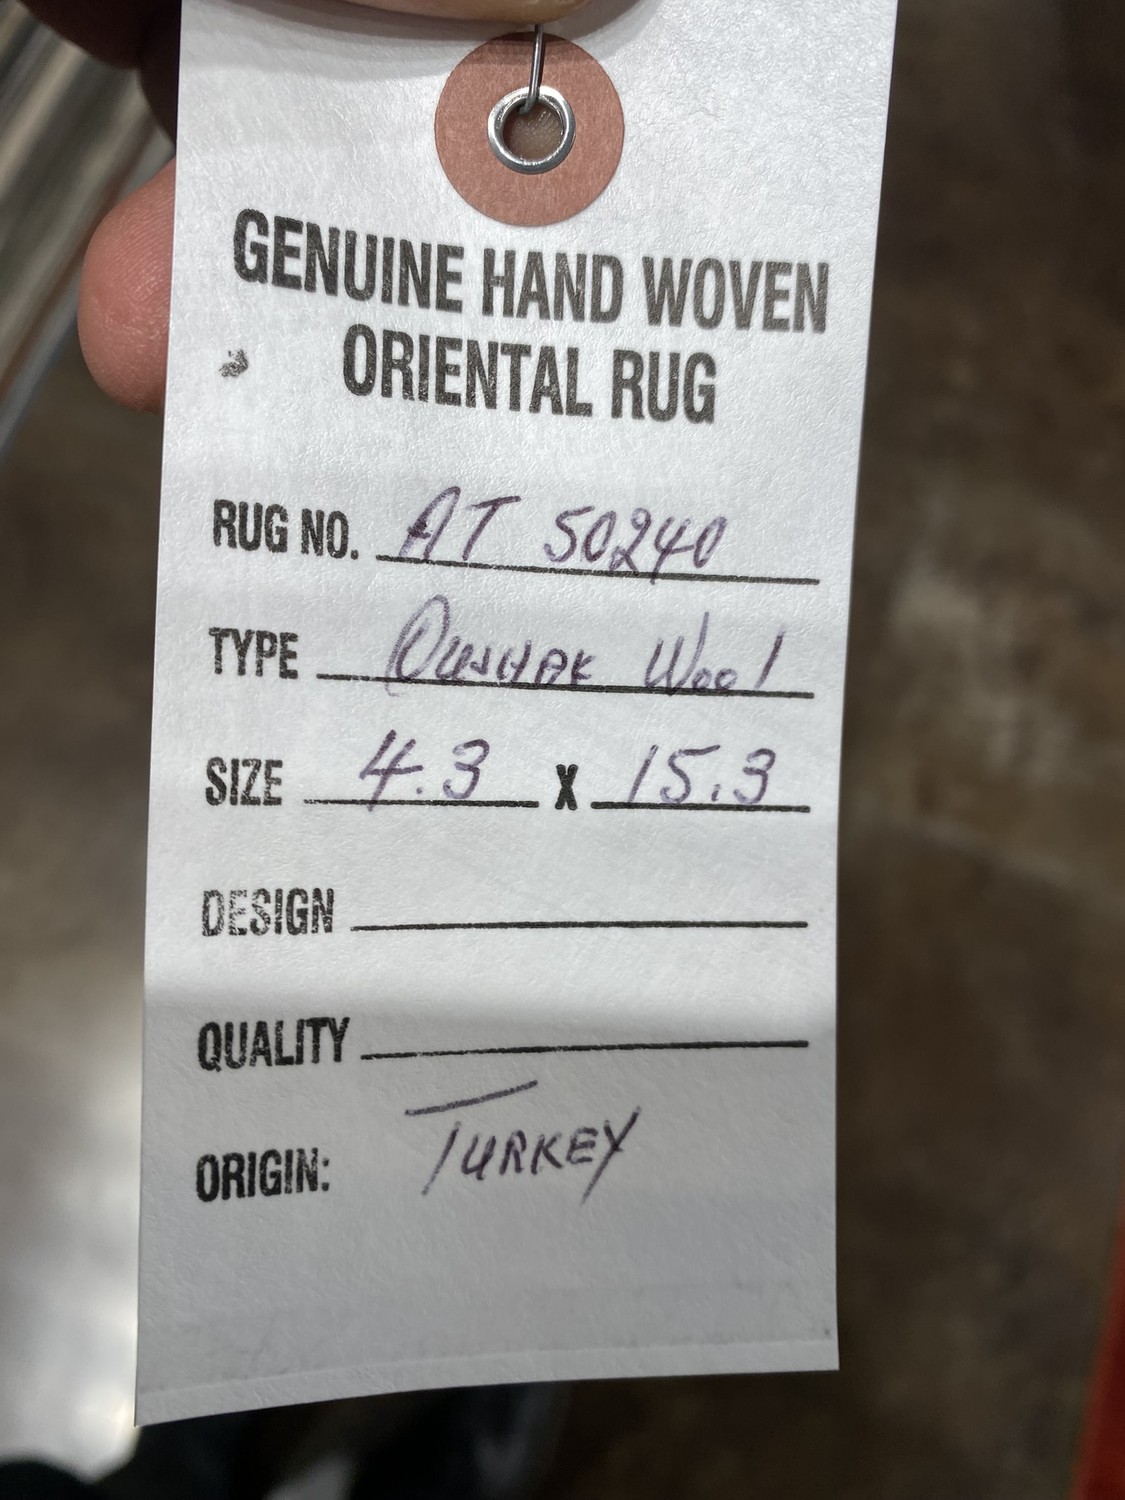 GENUINE HAND WOVEN
ORIENTAL RUG
RUG NO. AT 50240
TYPE Oushak Wool
SIZE 4.3 X 15.3
DESIGN
QUALITY
ORIGIN: TURKEY